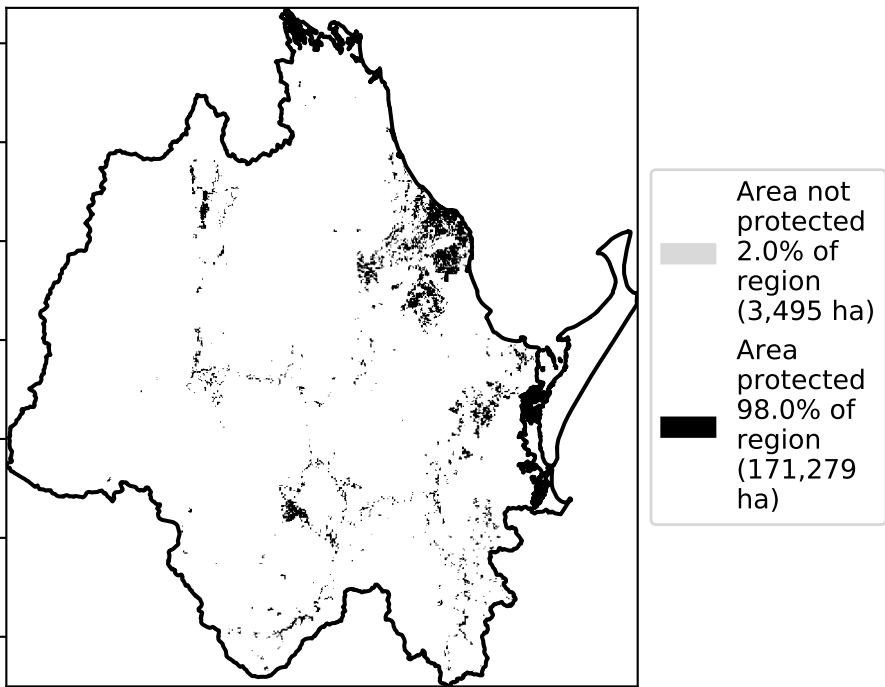 Area not
protected
2.0% of
region
(3,495 ha)
Area
protected
98.0% of
region
(171,279
ha)